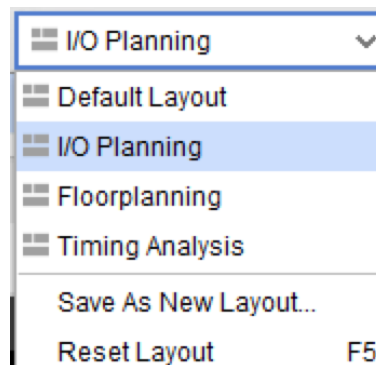 I/O Planning
Default Layout
I/O Planning
Floorplanning
Timing Analysis
Save As New Layout...
Reset Layout F5